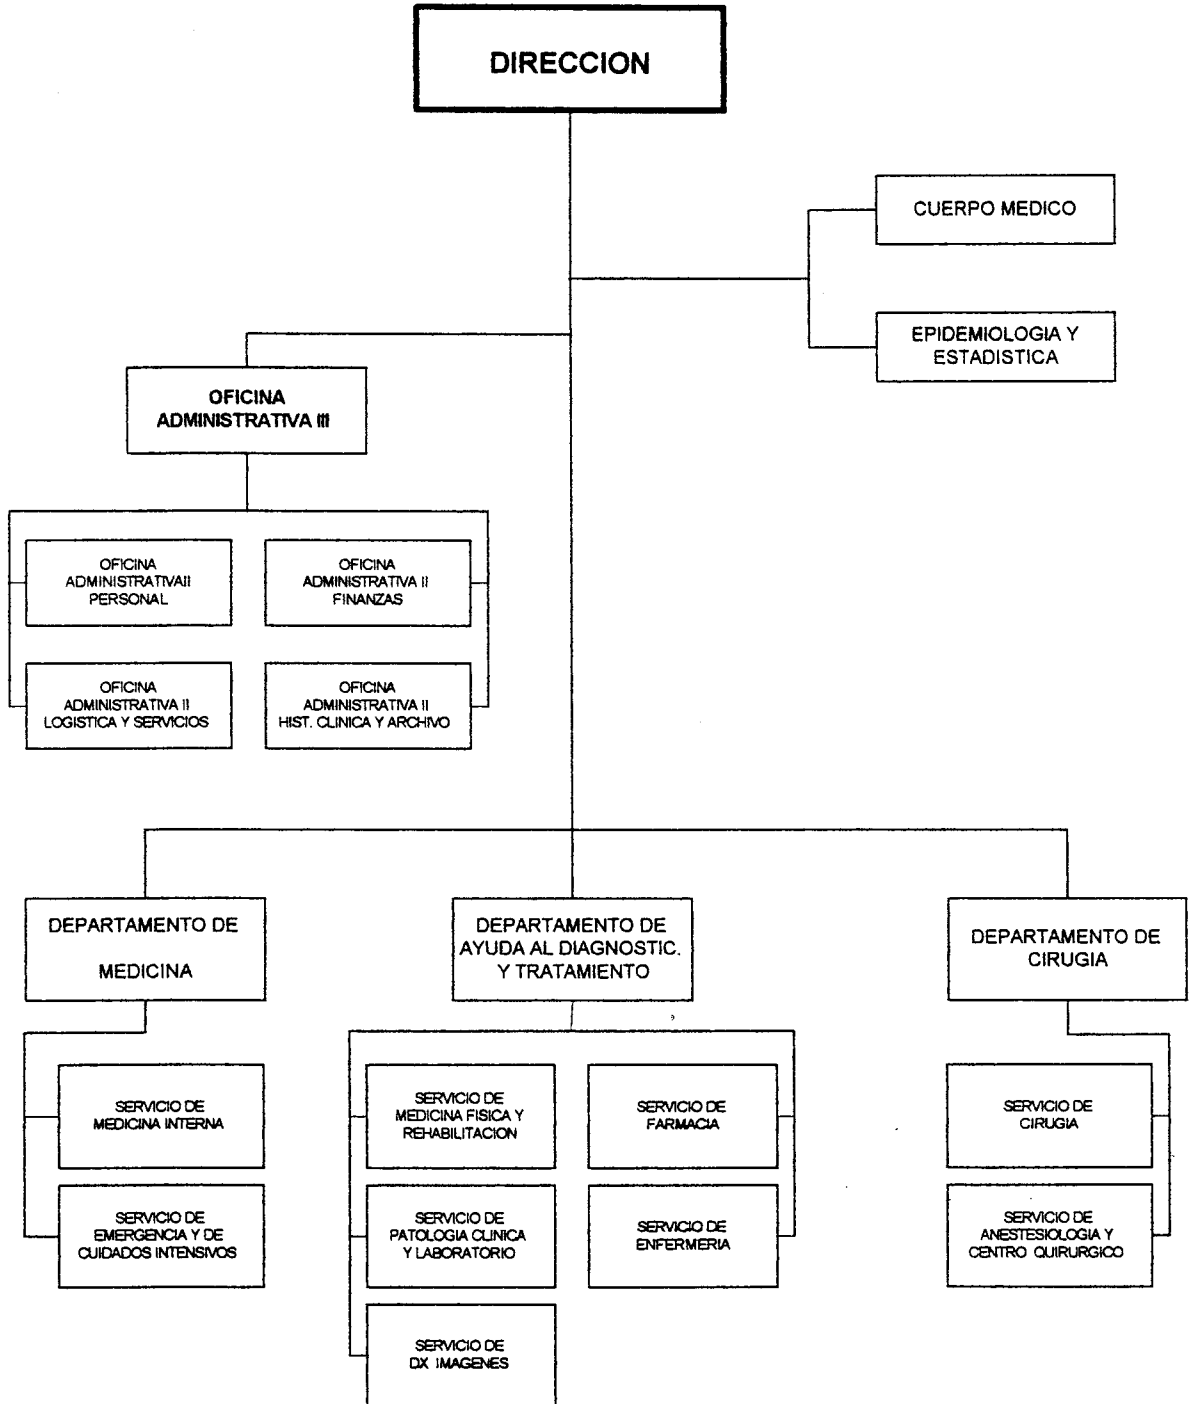 DIRECCION
CUERPO MEDICO
EPIDEMIOLOGIA Y
ESTADISTICA
OFICINA
ADMINISTRATIVA III
OFICINA
ADMINISTRATIVAII
PERSONAL
OFICINA
ADMINISTRATIVA II
FINANZAS
OFICINA
ADMINISTRATIVA II
LOGISTICA Y SERVICIOS
OFICINA
ADMINISTRATIVA II
HIST. CLINICA Y ARCHIVO
DEPARTAMENTO DE
MEDICINA
DEPARTAMENTO DE
AYUDA AL DIAGNOSTIC.
Y TRATAMIENTO
DEPARTAMENTO DE
CIRUGIA
SERVICIO DE
MEDICINA INTERNA
SERVICIO DE
EMERGENCIA Y DE
CUIDADOS INTENSIVOS
SERVICIO DE
MEDICINA FISICA Y
REHABILITACION
SERVICIO DE
FARMACIA
SERVICIO DE
PATOLOGIA CLINICA
Y LABORATORIO
SERVICIO DE
ENFERMERIA
SERVICIO DE
DX IMAGENES
SERVICIO DE
CIRUGIA
SERVICIO DE
ANESTESIOLOGIA Y
CENTRO QUIRURGICO